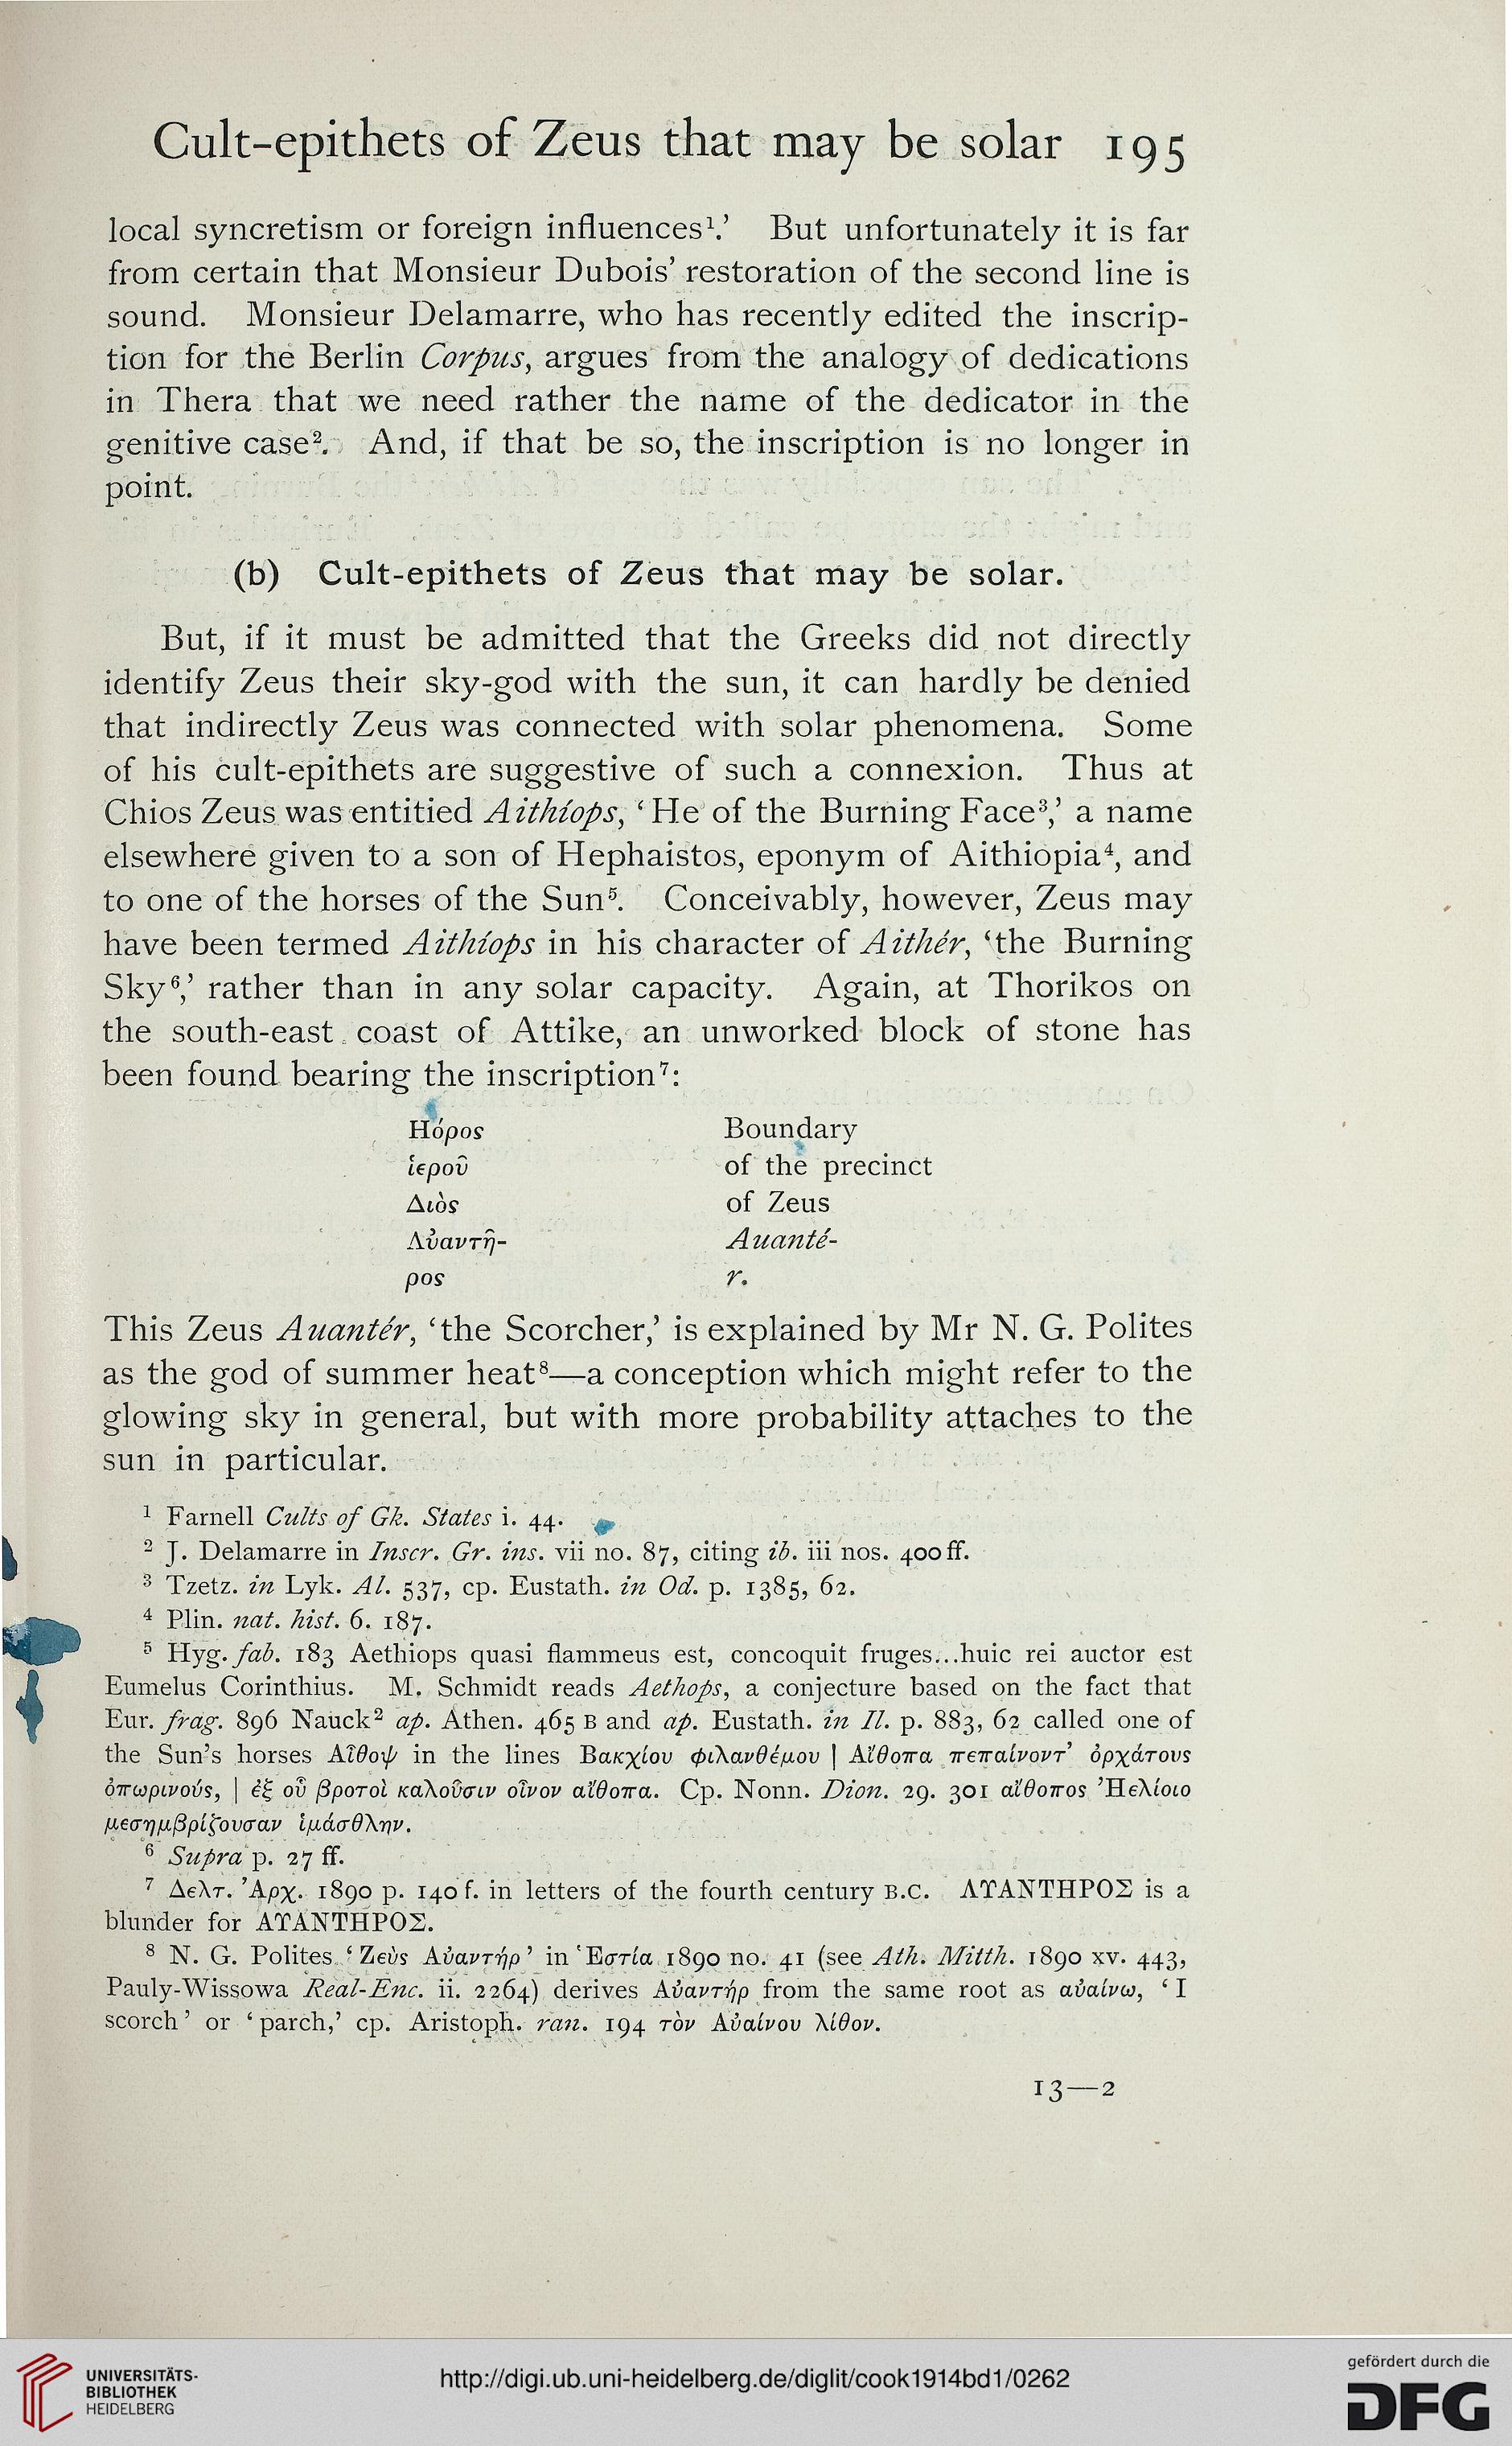 Cult-epithets of Zeus that may be solar 195
local syncretism or foreign influences¹.’ But unfortunately it is far
from certain that Monsieur Dubois’ restoration of the second line is
sound. Monsieur Delamarre, who has recently edited the inscrip-
tion for the Berlin Corpus, argues from the analogy of dedications
in Thera that we need rather the name of the dedicator in the
genitive case². And, if that be so, the inscription is no longer in
point.
(b) Cult-epithets of Zeus that may be solar.
But, if it must be admitted that the Greeks did not directly
identify Zeus their sky-god with the sun, it can hardly be denied
that indirectly Zeus was connected with solar phenomena. Some
of his cult-epithets are suggestive of such a connexion. Thus at
Chios Zeus was entitied Aithíops, ‘He of the Burning Face³,’ a name
elsewhere given to a son of Hephaistos, eponym of Aithiopia⁴, and
to one of the horses of the Sun⁵. Conceivably, however, Zeus may
have been termed Aithíops in his character of Aithér, ‘the Burning
Sky⁶,’ rather than in any solar capacity. Again, at Thorikos on
the south-east coast of Attike, an unworked block of stone has
been found bearing the inscription⁷:
Hόρος Boundary
ἱεροῦ of the precinct
Διὸς of Zeus
Λὐαντῆ- Auanté-
ρος r.
This Zeus Auantér, ‘the Scorcher,’ is explained by Mr N. G. Polites
as the god of summer heat⁸—a conception which might refer to the
glowing sky in general, but with more probability attaches to the
sun in particular.
¹ Farnell Cults of Gk. States i. 44.
² J. Delamarre in Inscr. Gr. ins. vii no. 87, citing ib. iii nos. 400 ff.
³ Tzetz. in Lyk. Al. 537, cp. Eustath. in Od. p. 1385, 62.
⁴ Plin. nat. hist. 6. 187.
⁵ Hyg. fab. 183 Aethiops quasi flammeus est, concoquit fruges...huic rei auctor est
Eumelus Corinthius. M. Schmidt reads Aethops, a conjecture based on the fact that
Eur. frag. 896 Nauck² ap. Athen. 465 B and ap. Eustath. in Il. p. 883, 62 called one of
the Sun’s horses Αἶθοψ in the lines Βακχίου φιλανθέμου | Αἴθοπα πεπαίνοντ’ ὀρχάτους
ὀπωρινούς, | ἐξ οὗ βροτοὶ καλοῦσιν οἶνον αἴθοπα. Cp. Nonn. Dion. 29. 301 αἴθοπος Ἠελίοιο
μεσημβρίζουσαν ἱμάσθλην.
⁶ Supra p. 27 ff.
⁷ Δελτ. Ἀρχ. 1890 p. 140 f. in letters of the fourth century B.C. ΛΥΑΝΤΗΡΟΣ is a
blunder for ΑΥΑΝΤΗΡΟΣ.
⁸ N. G. Polites ‘Ζεὺς Αὐαντήρ’ in Ἑστία 1890 no. 41 (see Ath. Mitth. 1890 xv. 443,
Pauly-Wissowa Real-Enc. ii. 2264) derives Αὐαντήρ from the same root as αὐαίνω, ‘I
scorch’ or ‘parch,’ cp. Aristoph. ran. 194 τὸν Αὐαίνου λίθον.
13—2
UNIVERSITÄTS-
BIBLIOTHEK
HEIDELBERG
http://digi.ub.uni-heidelberg.de/diglit/cook1914bd1/0262
gefördert durch die
DFG